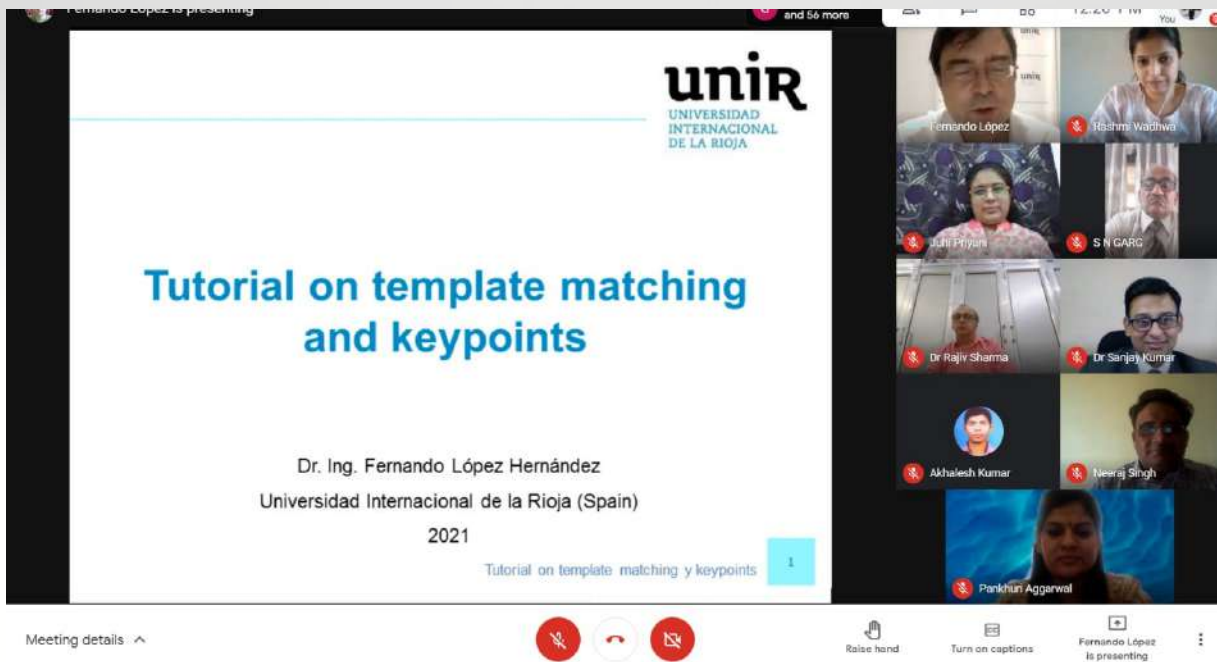 Fernando López is presenting
and 56 more
You
unir
UNIVERSIDAD
INTERNACIONAL
DE LA RIOJA
Tutorial on template matching
and keypoints
Dr. Ing. Fernando López Hernández
Universidad Internacional de la Rioja (Spain)
2021
Tutorial on template matching y keypoints
1
unir
Fernando López
Rashmi Wadhwa
Juhi Priyani
S N GARG
Dr Rajiv Sharma
Dr Sanjay Kumar
Akhalesh Kumar
Neeraj Singh
Pankhuri Aggarwal
Meeting details
Raise hand
Turn on captions
Fernando López
is presenting